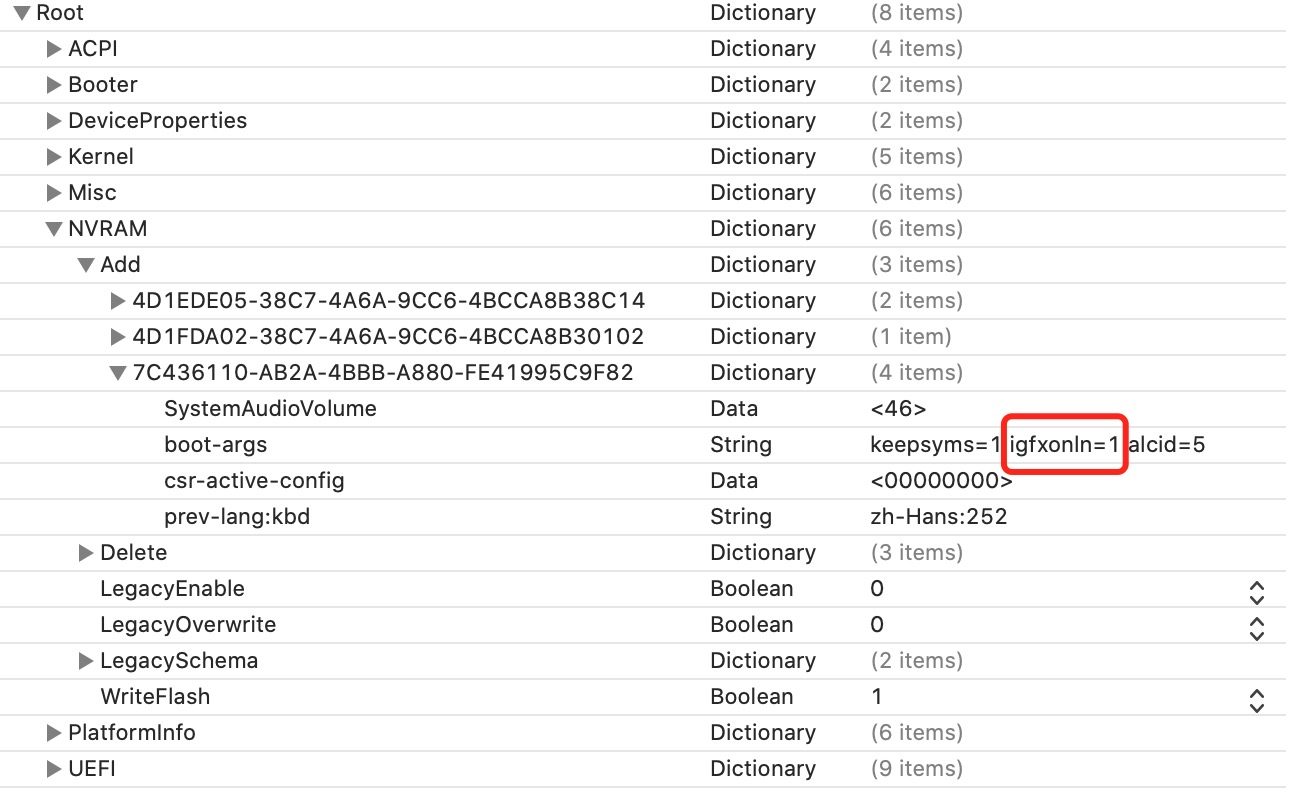 Root Dictionary (8 items)
ACPI Dictionary (4 items)
Booter Dictionary (2 items)
DeviceProperties Dictionary (2 items)
Kernel Dictionary (5 items)
Misc Dictionary (6 items)
NVRAM Dictionary (6 items)
Add Dictionary (3 items)
4D1EDE05-38C7-4A6A-9CC6-4BCCA8B38C14 Dictionary (2 items)
4D1FDA02-38C7-4A6A-9CC6-4BCCA8B30102 Dictionary (1 item)
7C436110-AB2A-4BBB-A880-FE41995C9F82 Dictionary (4 items)
SystemAudioVolume Data <46>
boot-args String keepsyms=1 igfxonln=1 alcid=5
csr-active-config Data <00000000>
prev-lang:kbd String zh-Hans:252
Delete Dictionary (3 items)
LegacyEnable Boolean 0
LegacyOverwrite Boolean 0
LegacySchema Dictionary (2 items)
WriteFlash Boolean 1
PlatformInfo Dictionary (6 items)
UEFI Dictionary (9 items)